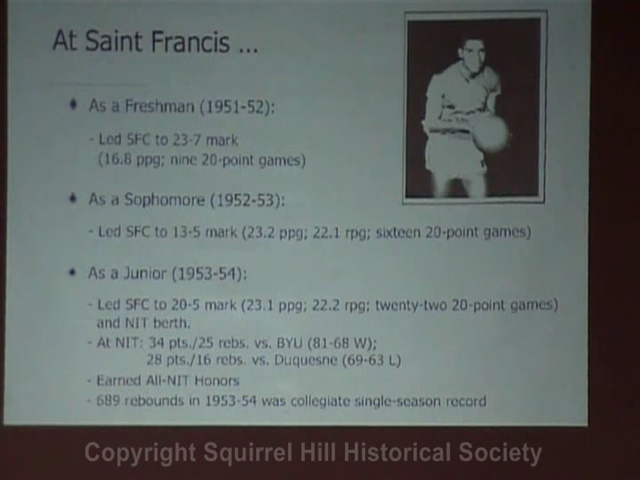 At Saint Francis ...
As a Freshman (1951-52):
- Led SFC to 23-7 mark
(16.8 ppg; nine 20-point games)
As a Sophomore (1952-53):
- Led SFC to 13-5 mark (23.2 ppg; 22.1 rpg; sixteen 20-point games)
As a Junior (1953-54):
- Led SFC to 20-5 mark (23.1 ppg; 22.2 rpg; twenty-two 20-point games)
and NIT berth.
- At NIT: 34 pts./25 rebs. vs. BYU (81-68 W);
28 pts./16 rebs. vs. Duquesne (69-63 L)
- Earned All-NIT Honors
- 689 rebounds in 1953-54 was collegiate single-season record
Copyright Squirrel Hill Historical Society